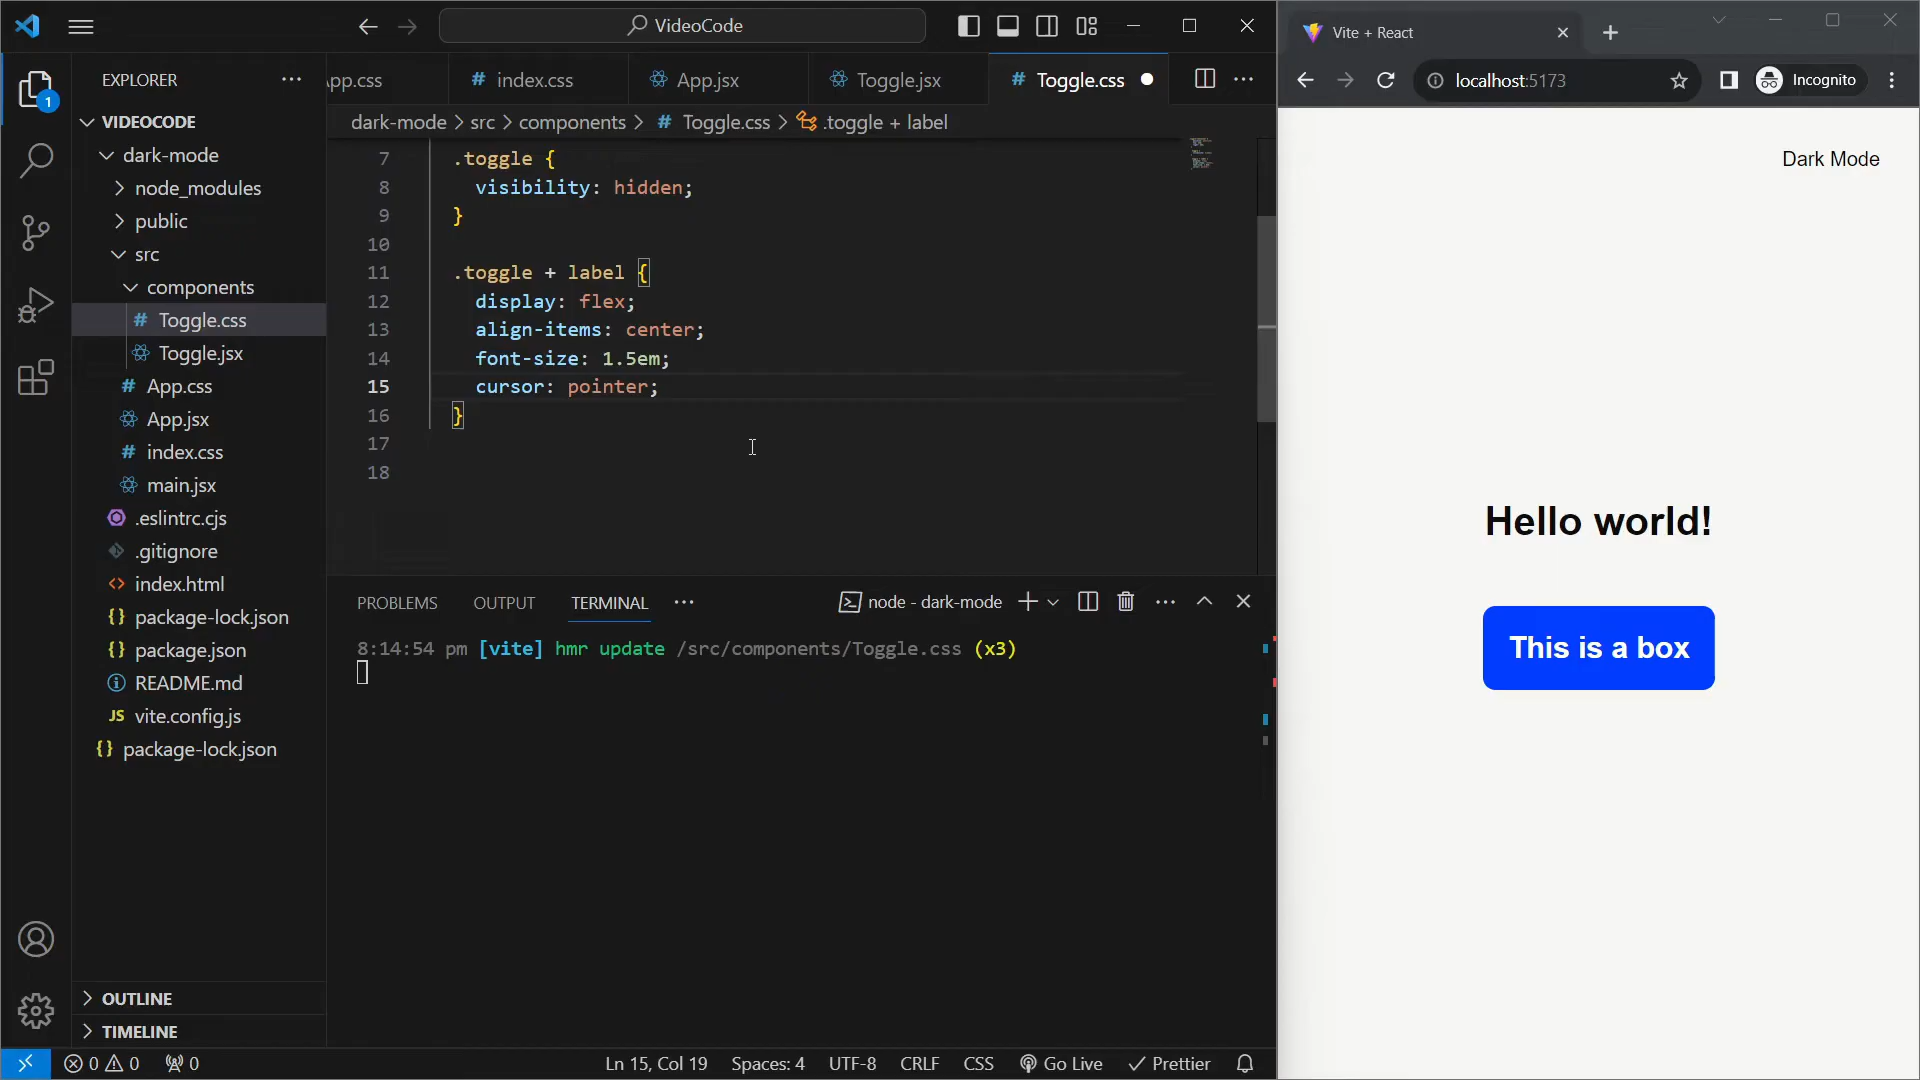 VideoCode
Vite + React
EXPLORER
pp.css
# index.css
App.jsx
Toggle.jsx
# Toggle.css
localhost:5173
Incognito
1
VIDEOCODE
dark-mode > src > components > # Toggle.css > .toggle + label
dark-mode
node_modules
public
src
components
# Toggle.css
Toggle.jsx
# App.css
App.jsx
# index.css
main.jsx
.eslintrc.cjs
.gitignore
<> index.html
{} package-lock.json
{} package.json
README.md
JS vite.config.js
{} package-lock.json
OUTLINE
TIMELINE
7 .toggle {
8 visibility: hidden;
9 }
10
11 .toggle + label {
12 display: flex;
13 align-items: center;
14 font-size: 1.5em;
15 cursor: pointer;
16 }
17
18
PROBLEMS
OUTPUT
TERMINAL
node - dark-mode
8:14:54 pm [vite] hmr update /src/components/Toggle.css (x3)
0 0
0
Ln 15, Col 19
Spaces: 4
UTF-8
CRLF
CSS
Go Live
Prettier
Dark Mode
Hello world!
This is a box